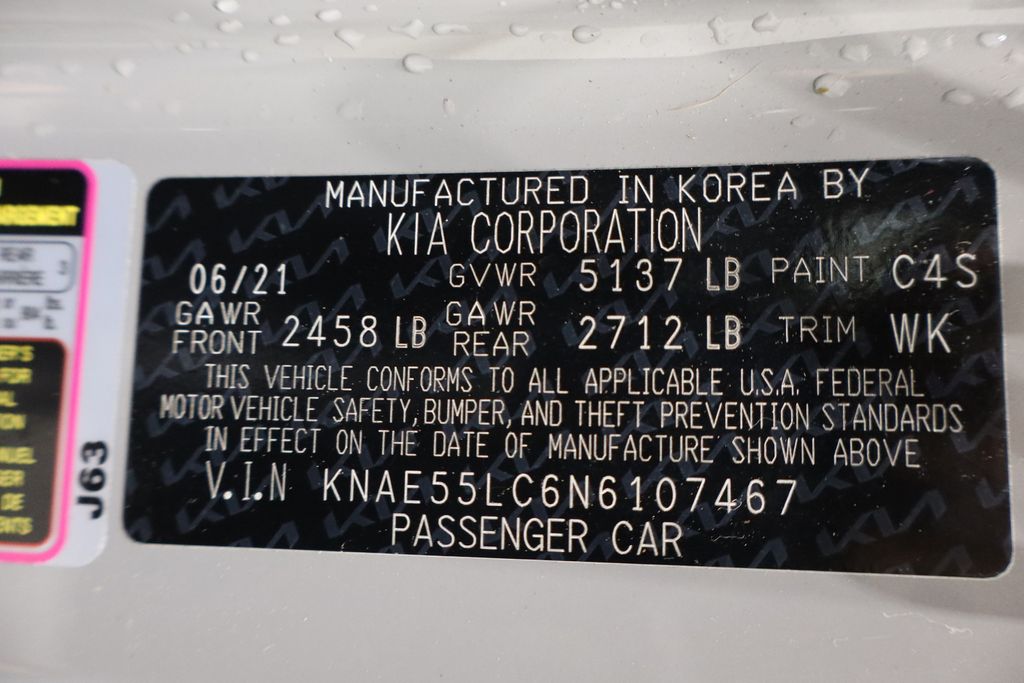 MANUFACTURED IN KOREA BY
KIA CORPORATION
06/21 GVWR 5137 LB PAINT C4S
GAWR FRONT 2458 LB GAWR REAR 2712 LB TRIM WK
THIS VEHICLE CONFORMS TO ALL APPLICABLE U.S.A. FEDERAL
MOTOR VEHICLE SAFETY, BUMPER, AND THEFT PREVENTION STANDARDS
IN EFFECT ON THE DATE OF MANUFACTURE SHOWN ABOVE
V.I.N KNAE55LC6N6107467
PASSENGER CAR
J63
REAR
DE